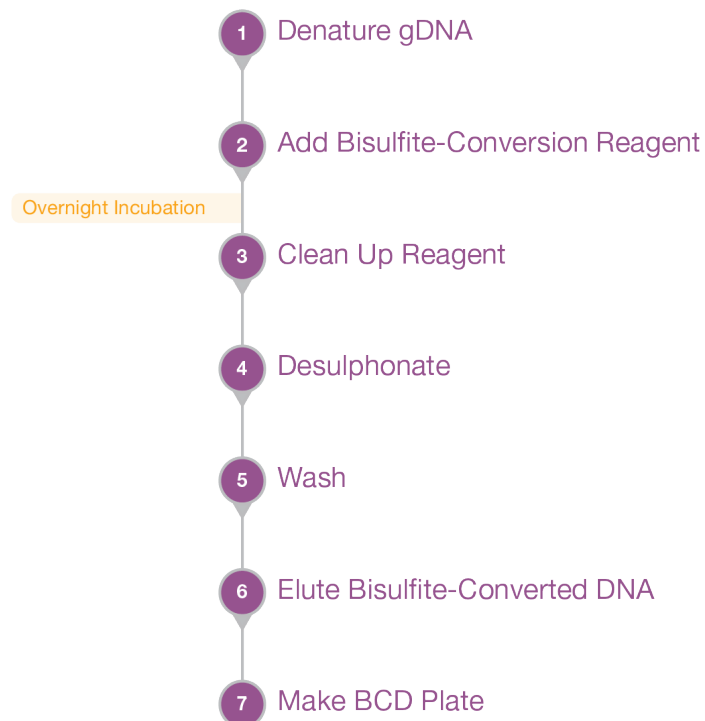 1 Denature gDNA
2 Add Bisulfite-Conversion Reagent
Overnight Incubation
3 Clean Up Reagent
4 Desulphonate
5 Wash
6 Elute Bisulfite-Converted DNA
7 Make BCD Plate